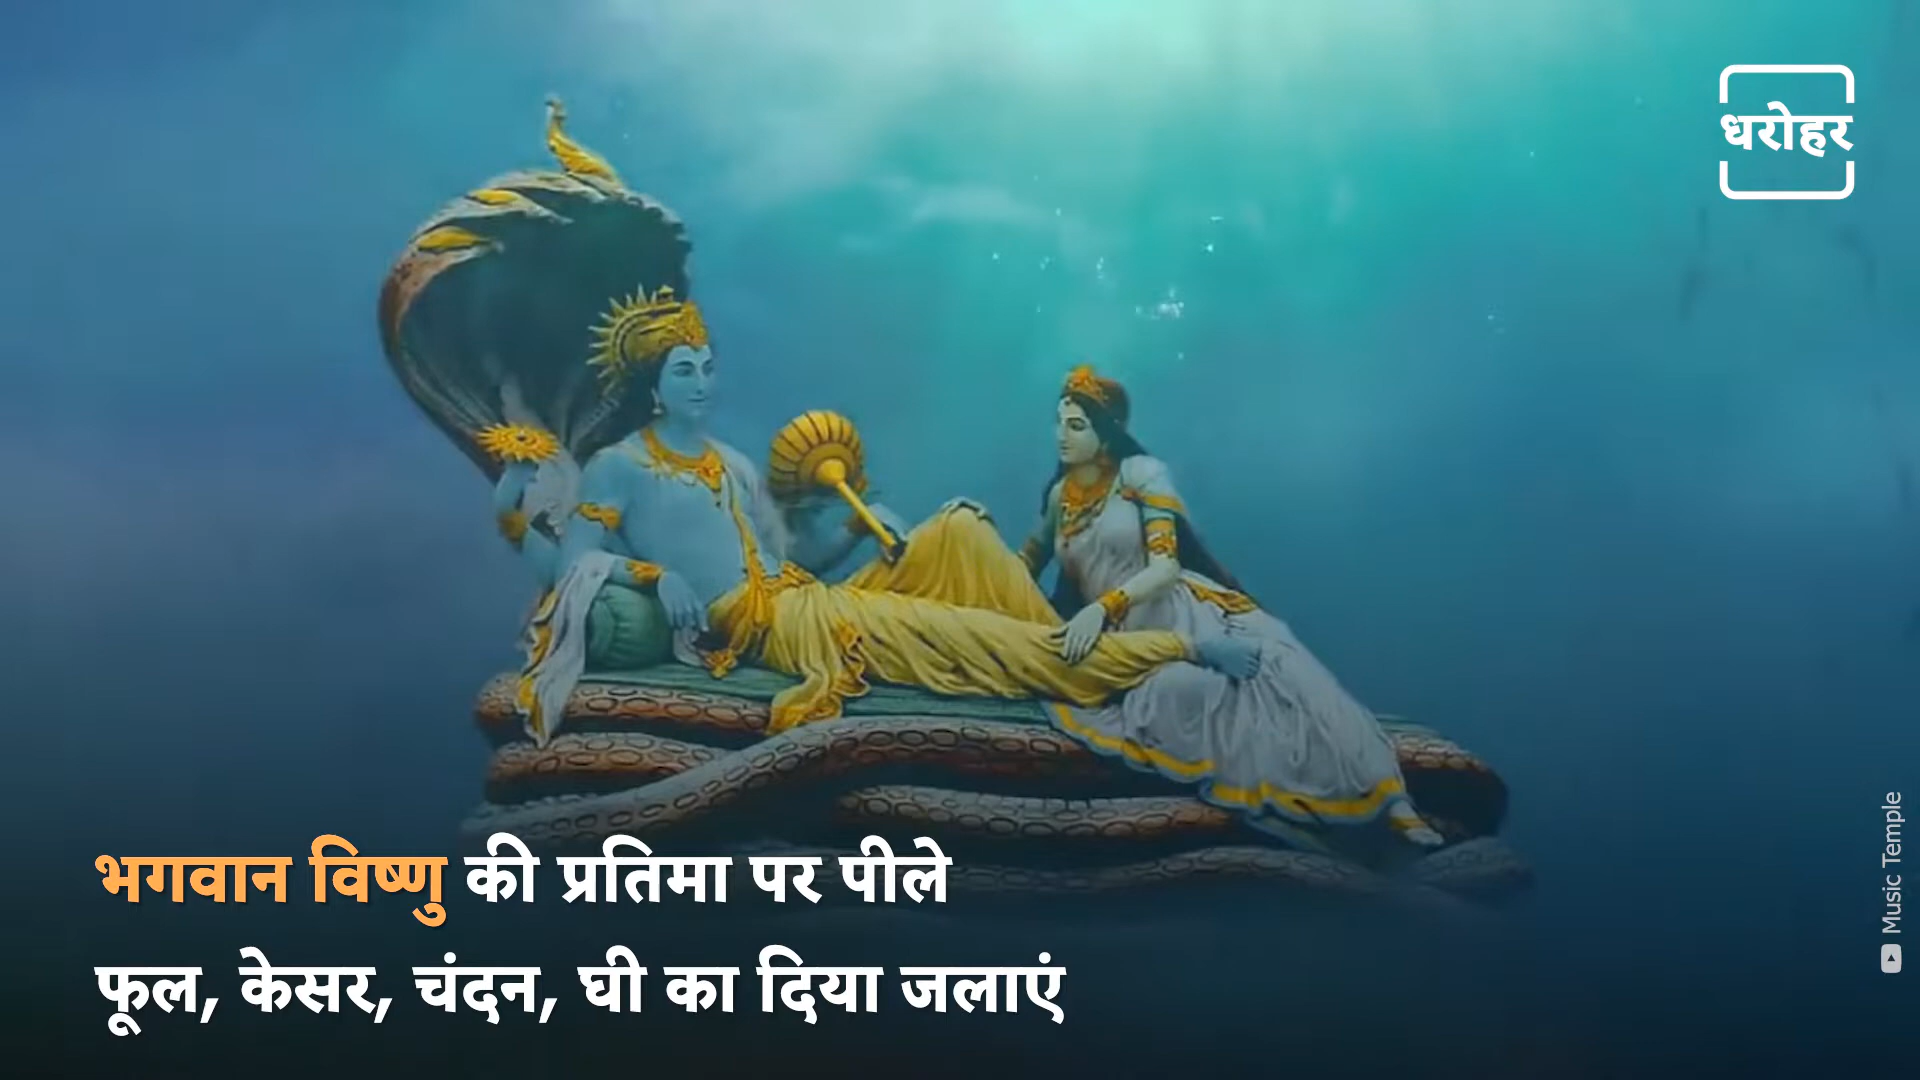 धरोहर
भगवान विष्णु की प्रतिमा पर पीले
फूल, केसर, चंदन, घी का दिया जलाएं
Music Temple